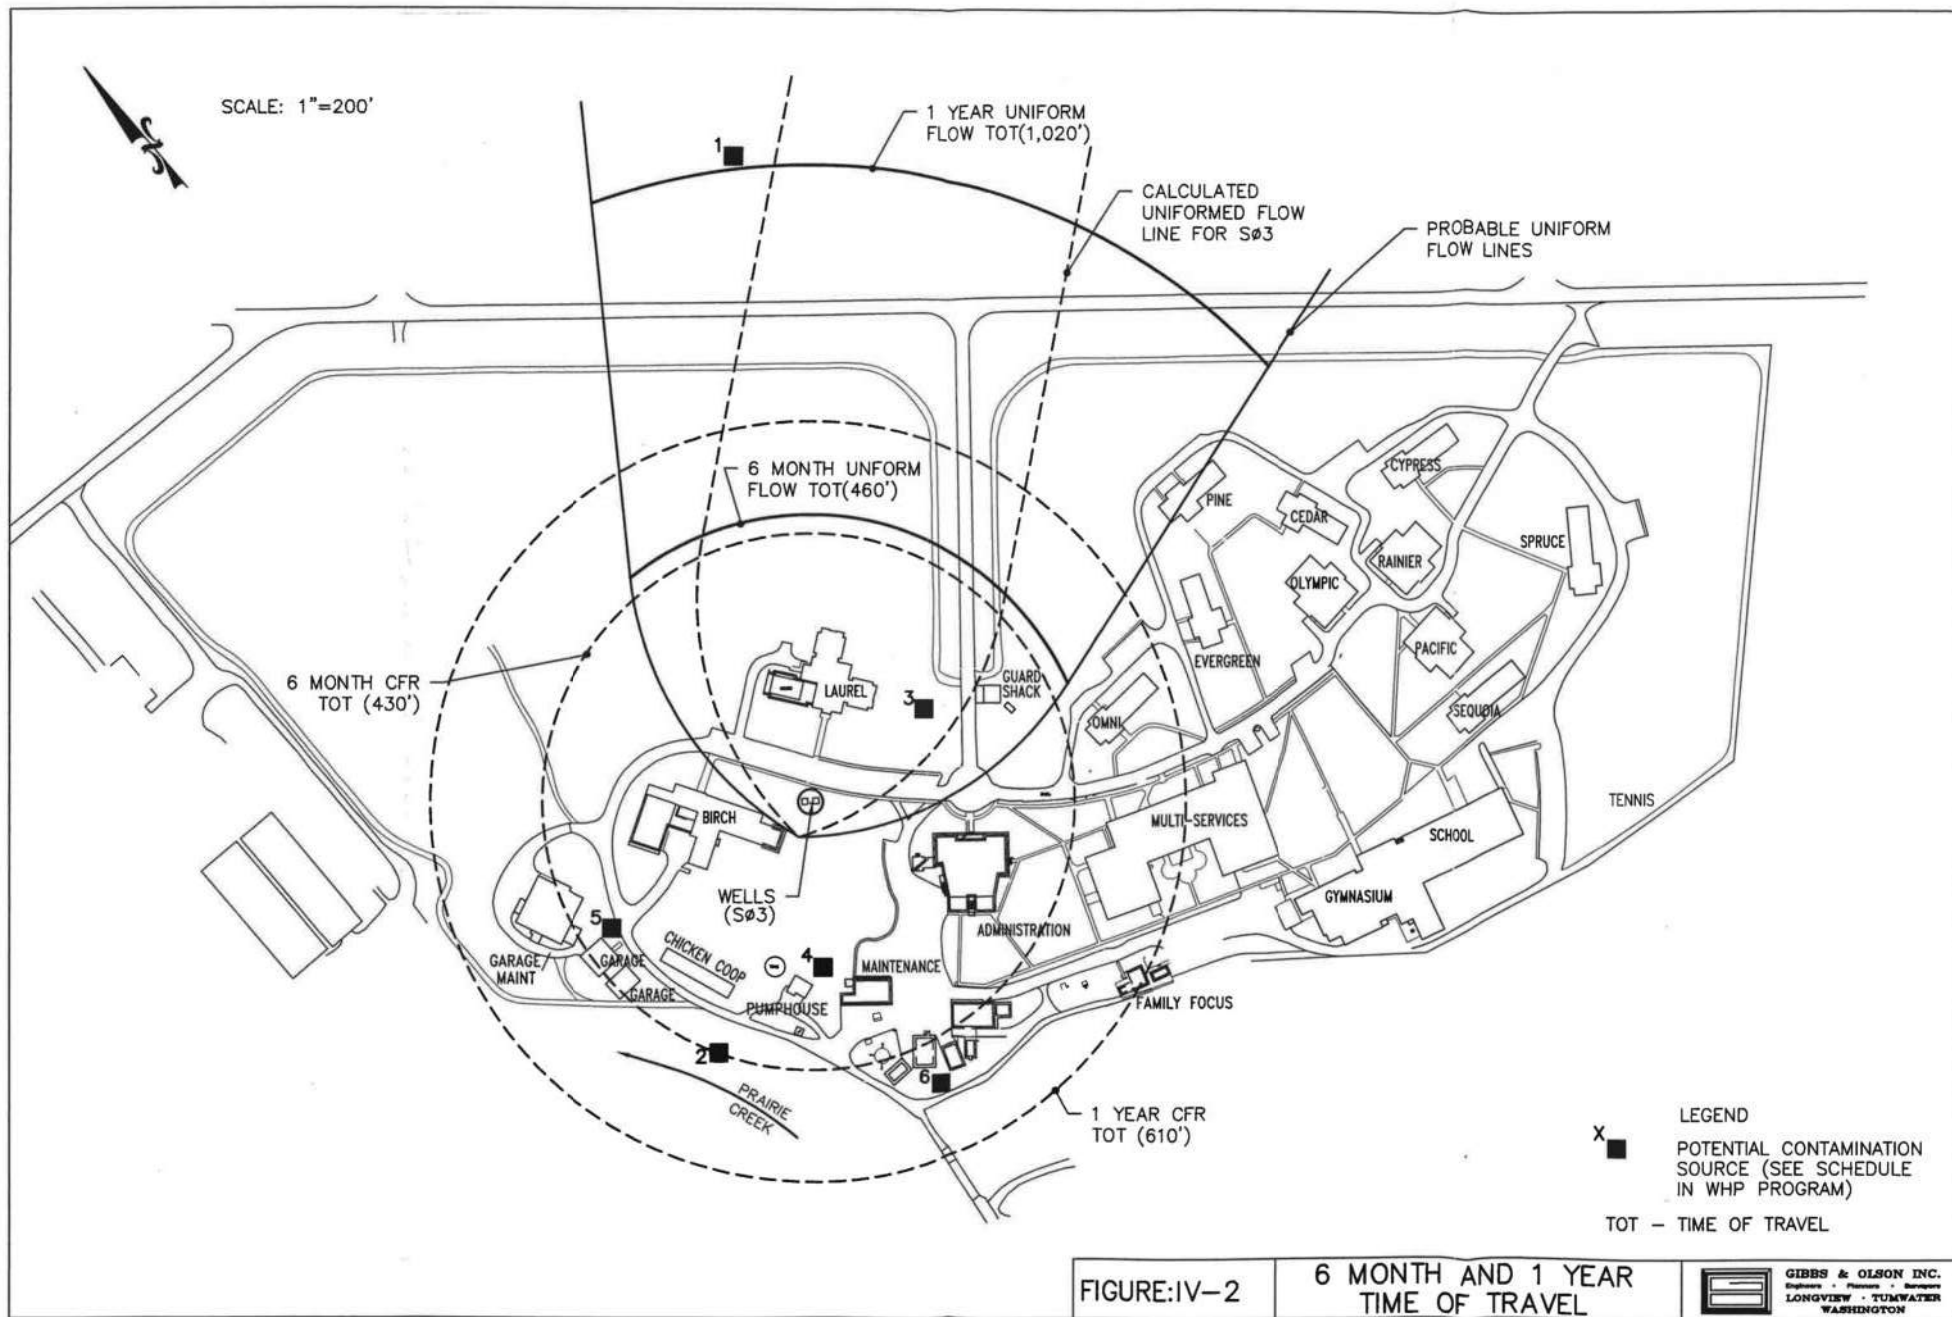 SCALE: 1"=200'
1
1 YEAR UNIFORM
FLOW TOT(1,020')
CALCULATED
UNIFORMED FLOW
LINE FOR SØ3
PROBABLE UNIFORM
FLOW LINES
6 MONTH UNFORM
FLOW TOT(460')
CYPRESS
PINE
CEDAR
SPRUCE
RAINIER
OLYMPIC
PACIFIC
EVERGREEN
6 MONTH CFR
TOT (430')
LAUREL
3
GUARD
SHACK
OMNI
SEQUOIA
TENNIS
BIRCH
MULTI-SERVICES
SCHOOL
WELLS
(SØ3)
GYMNASIUM
5
ADMINISTRATION
GARAGE
MAINT
GARAGE
GARAGE
CHICKEN COOP
4
MAINTENANCE
PUMPHOUSE
FAMILY FOCUS
2
6
PRAIRIE
CREEK
1 YEAR CFR
TOT (610')
LEGEND
X
POTENTIAL CONTAMINATION
SOURCE (SEE SCHEDULE
IN WHP PROGRAM)
TOT – TIME OF TRAVEL
FIGURE:IV–2
6 MONTH AND 1 YEAR
TIME OF TRAVEL
GIBBS & OLSON INC.
Engineers · Planners · Surveyors
LONGVIEW · TUMWATER
WASHINGTON